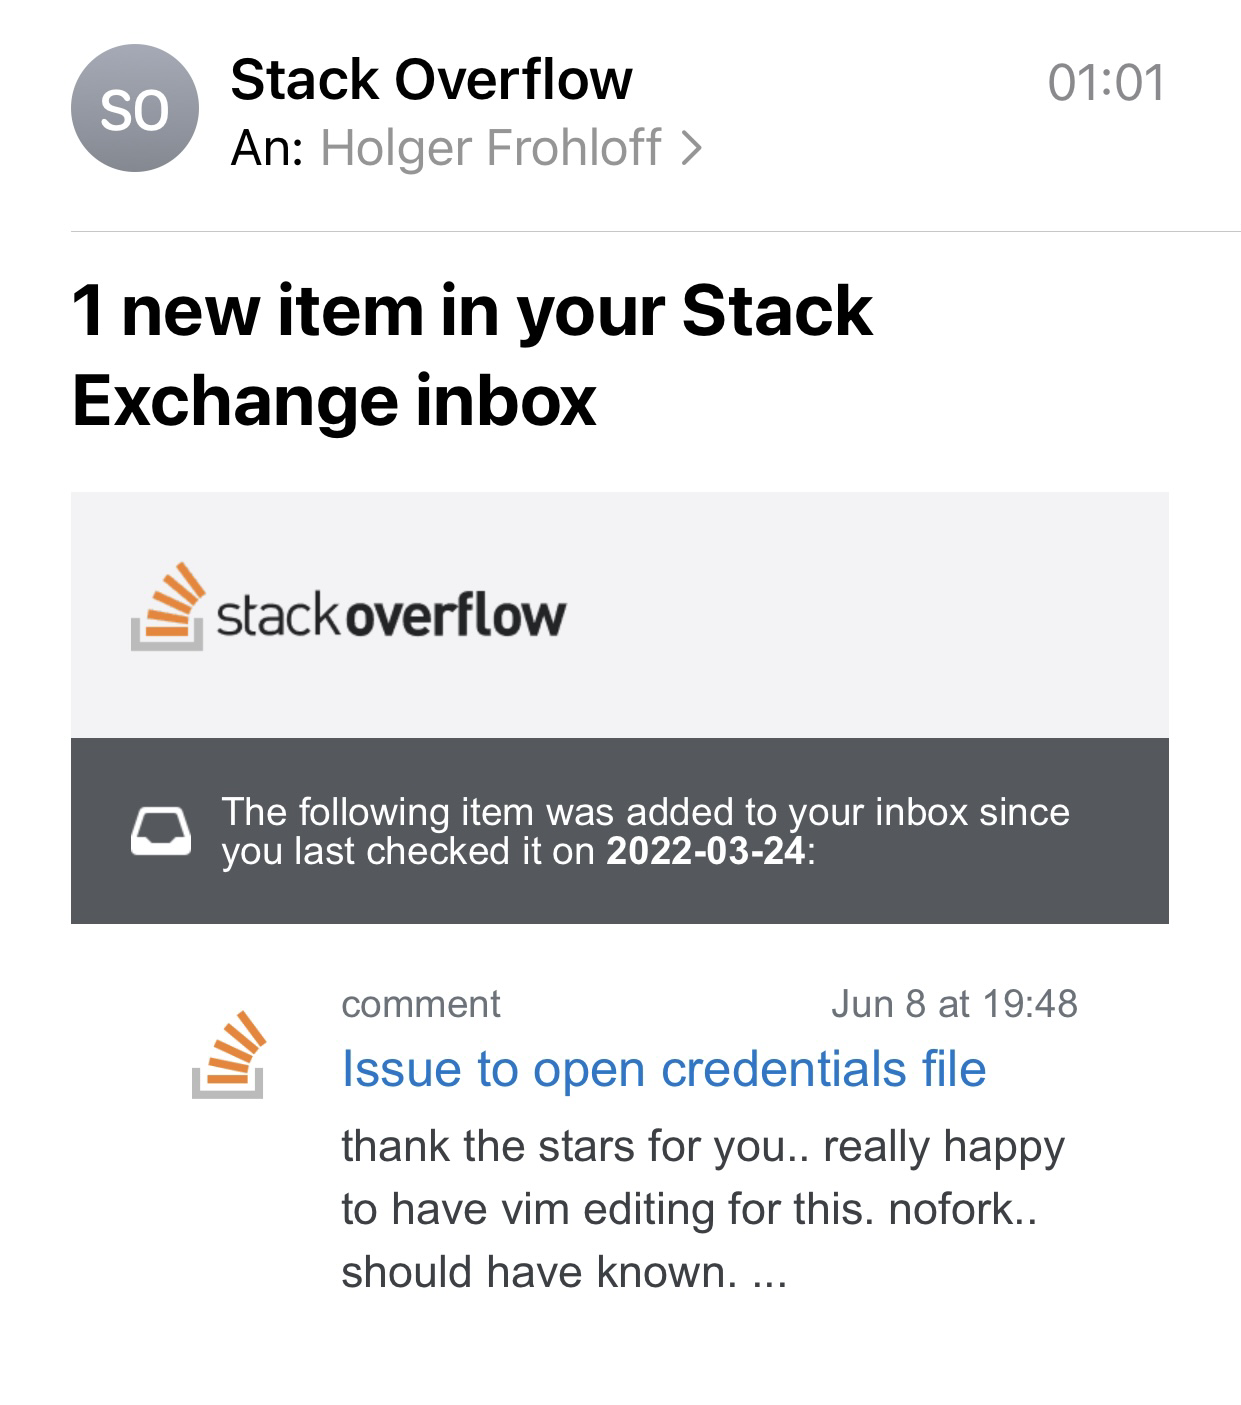 SO
Stack Overflow
01:01
An: Holger Frohloff >
1 new item in your Stack
Exchange inbox
stackoverflow
The following item was added to your inbox since
you last checked it on 2022-03-24:
comment
Jun 8 at 19:48
Issue to open credentials file
thank the stars for you.. really happy
to have vim editing for this. nofork..
should have known. ...